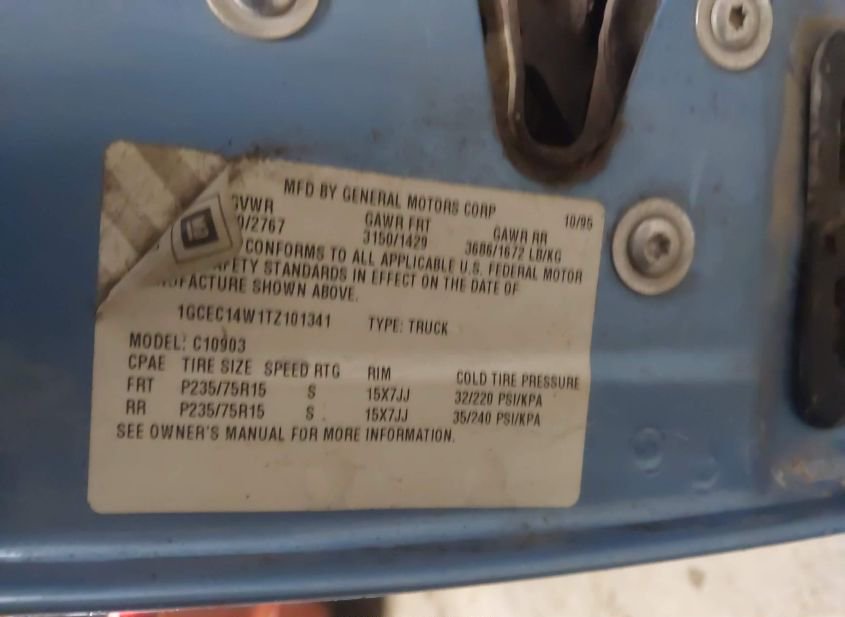 MFD BY GENERAL MOTORS CORP 10/95
GVWR GAWR FRT GAWR RR
/2767 3150/1429 3686/1672 LB/KG
CONFORMS TO ALL APPLICABLE U.S. FEDERAL MOTOR
SAFETY STANDARDS IN EFFECT ON THE DATE OF
SHOWN ABOVE.
1GCEC14W1TZ101341 TYPE: TRUCK
MODEL: C10903
CPAE TIRE SIZE SPEED RTG RIM COLD TIRE PRESSURE
FRT P235/75R15 S 15X7JJ 32/220 PSI/KPA
RR P235/75R15 S 15X7JJ 35/240 PSI/KPA
SEE OWNER'S MANUAL FOR MORE INFORMATION.